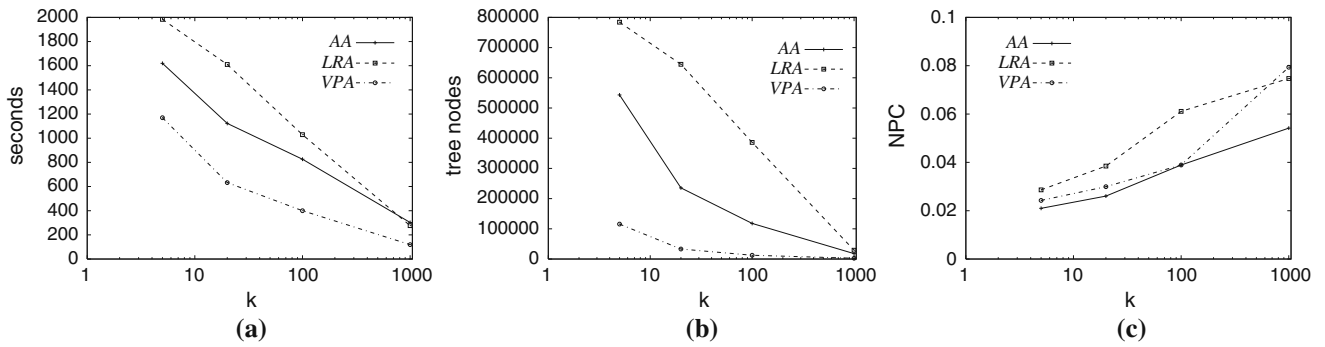 2000
1800
1600
1400
1200
1000
800
600
400
200
0
seconds
1
10
100
1000
k
AA
LRA
VPA
(a)
800000
700000
600000
500000
400000
300000
200000
100000
0
tree nodes
1
10
100
1000
k
AA
LRA
VPA
(b)
0.1
0.08
0.06
0.04
0.02
0
NPC
1
10
100
1000
k
AA
LRA
VPA
(c)